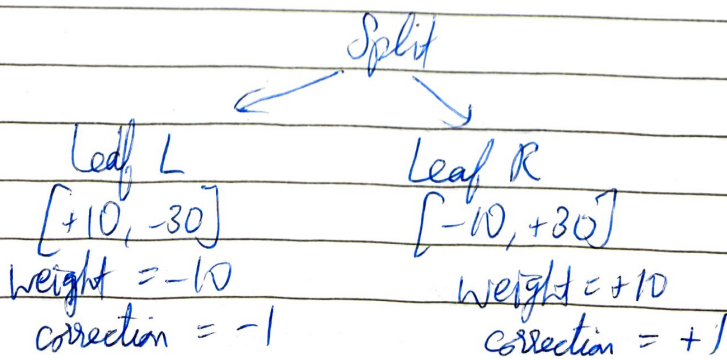 Split
Leaf L Leaf R
[+10, -30] [-10, +30]
weight = -10 weight = +10
correction = -1 correction = +1